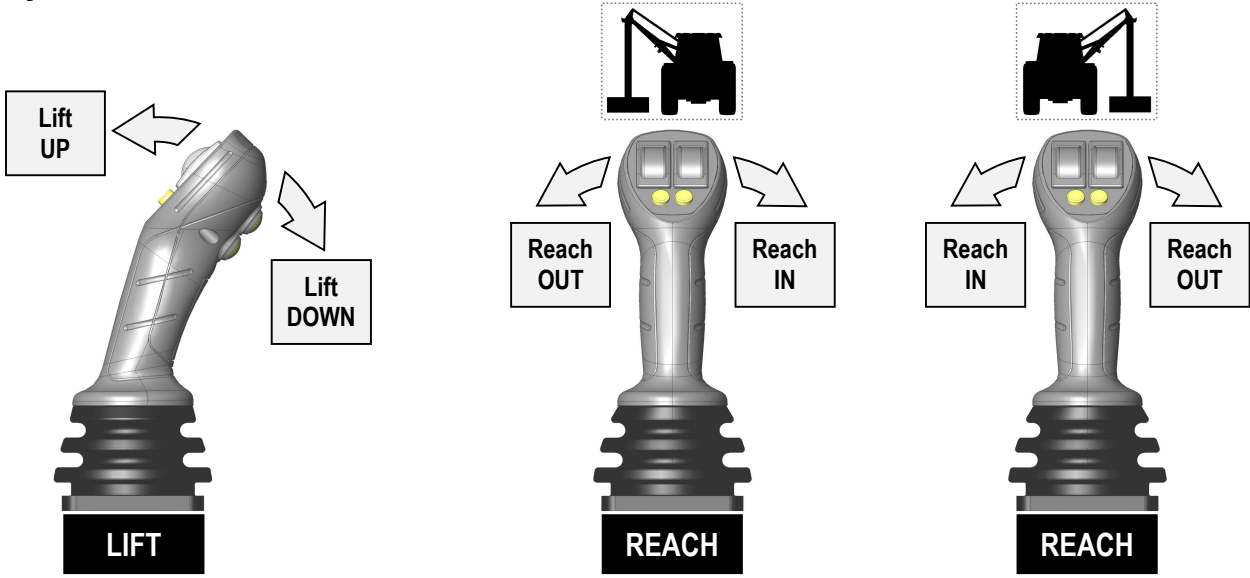 Lift
UP
Lift
DOWN
LIFT
Reach
OUT
Reach
IN
REACH
Reach
IN
Reach
OUT
REACH